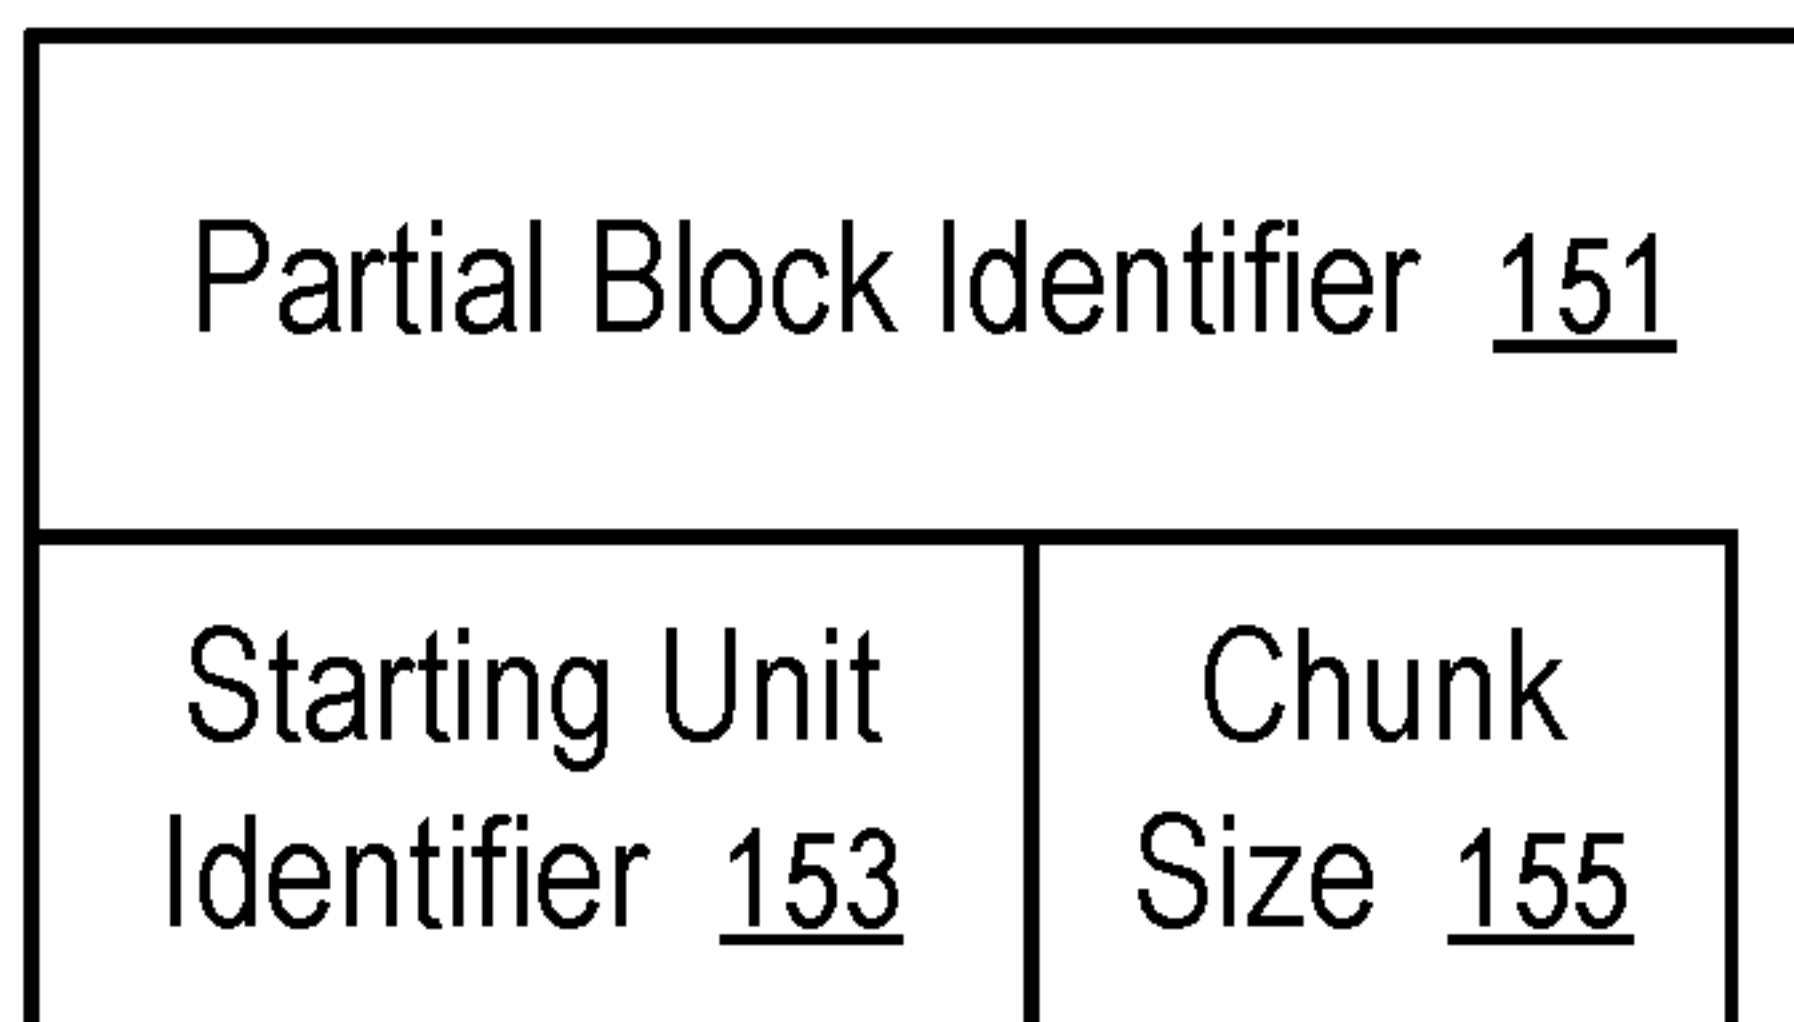 Partial Block Identifier 151
Starting Unit
Identifier 153
Chunk
Size 155